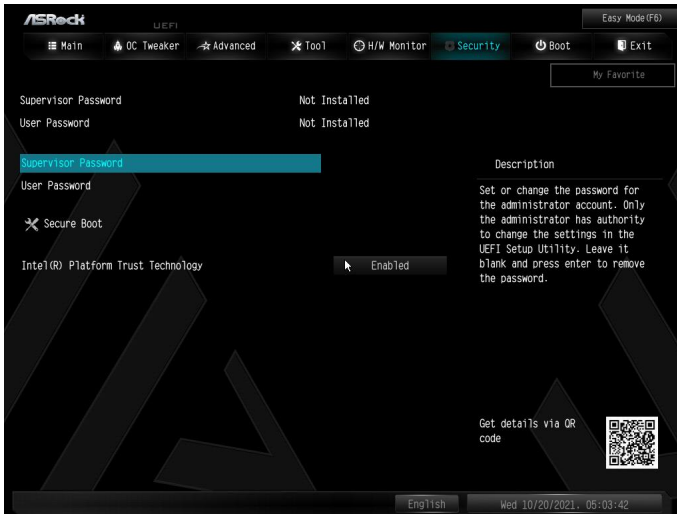 ASRock UEFI Easy Mode(F6)
Main OC Tweaker Advanced Tool H/W Monitor Security Boot Exit
My Favorite
Supervisor Password Not Installed
User Password Not Installed
Supervisor Password
User Password
Secure Boot
Intel(R) Platform Trust Technology Enabled
Description
Set or change the password for
the administrator account. Only
the administrator has authority
to change the settings in the
UEFI Setup Utility. Leave it
blank and press enter to remove
the password.
Get details via QR
code
English Wed 10/20/2021, 05:03:42